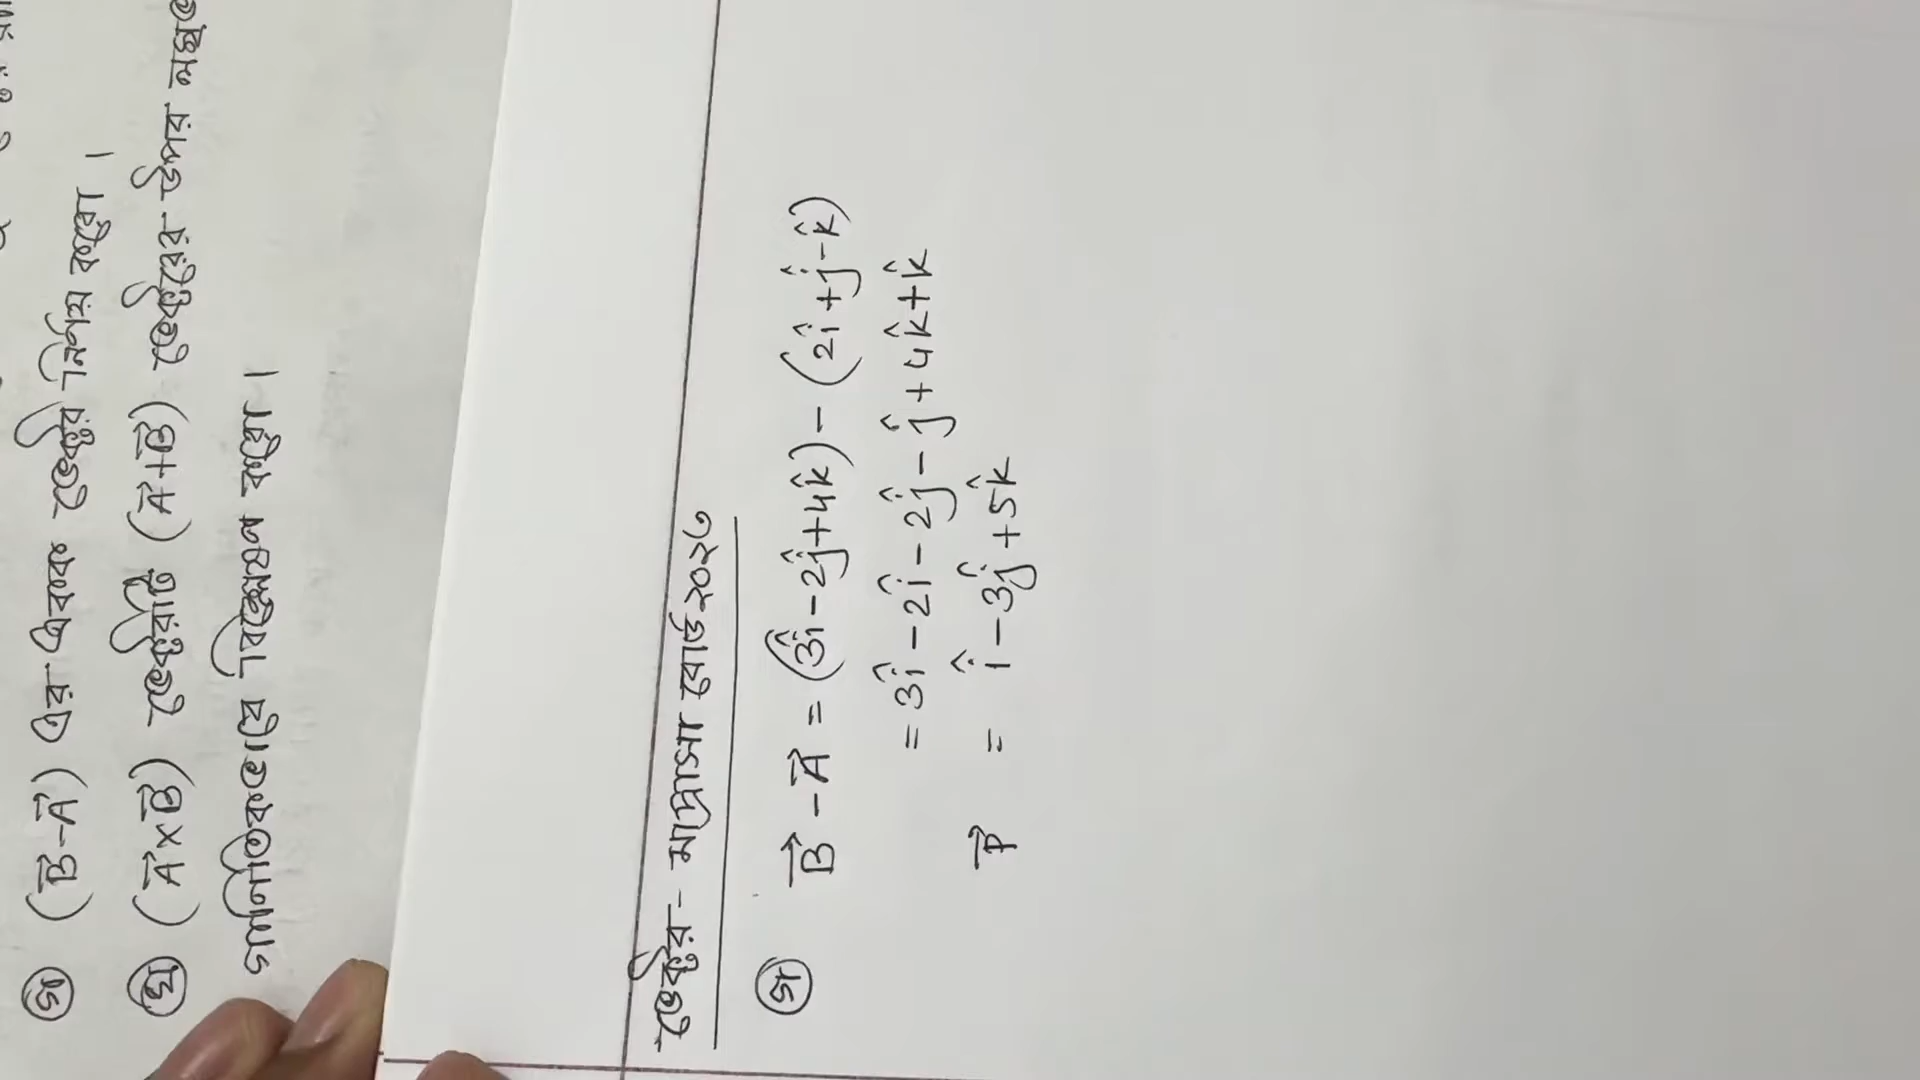 গ (B⃗-A⃗) এর একক ভেক্টর নির্ণয় করো।
ঘ (A⃗×B⃗) ভেক্টরটি (A⃗+B⃗) ভেক্টরের উপর
গাণিতিকভাবে বিশ্লেষণ করো।
ভেক্টর - মাদ্রাসা বোর্ড ২০২৩
গ B⃗ - A⃗ = (3î-2ĵ+4k̂) - (2î+ĵ-k̂)
= 3î-2î-2ĵ-ĵ+4k̂+k̂
P⃗ = î-3ĵ+5k̂